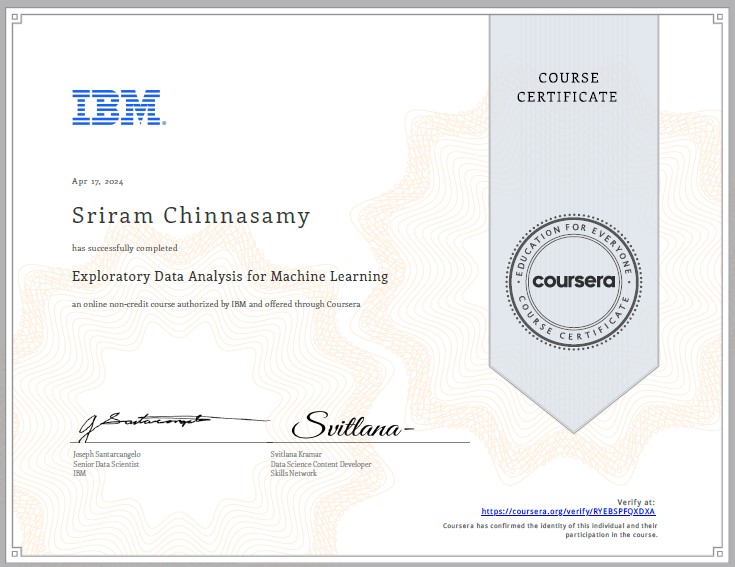 COURSE
CERTIFICATE
IBM®
Apr 17, 2024
Sriram Chinnasamy
has successfully completed
Exploratory Data Analysis for Machine Learning
an online non-credit course authorized by IBM and offered through Coursera
EDUCATION FOR EVERYONE
coursera
COURSE CERTIFICATE
J Santarcangelo
Svitlana
Joseph Santarcangelo
Senior Data Scientist
IBM
Svitlana Kramar
Data Science Content Developer
Skills Network
Verify at:
https://coursera.org/verify/RYEBSPFQXDXA
Coursera has confirmed the identity of this individual and their
participation in the course.